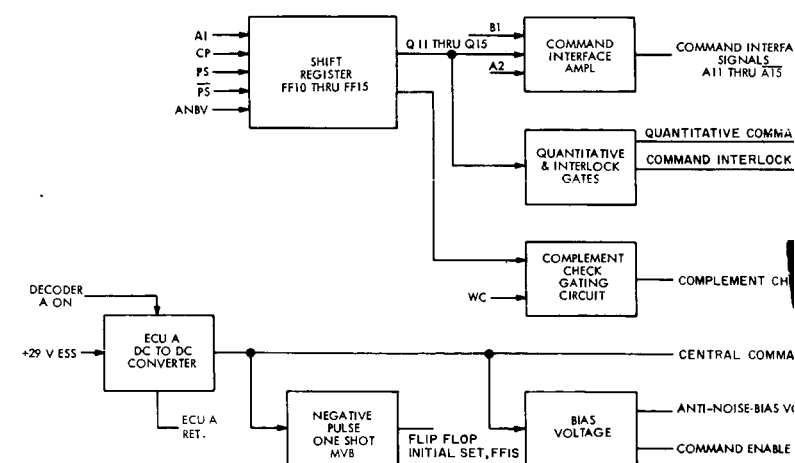 A1
CP
PS
P̅S̅
ANBV
SHIFT
REGISTER
FF10 THRU FF15
Q11 THRU Q15
B1
A2
COMMAND
INTERFACE
AMPL
COMMAND INTERFA
SIGNALS
A11 THRU A̅1̅5̅
QUANTITATIVE
& INTERLOCK
GATES
QUANTITATIVE COMMA
COMMAND INTERLOCK
COMPLEMENT
CHECK
GATING
CIRCUIT
WC
COMPLEMENT CH
DECODER
A ON
+29 V ESS
ECU A
DC TO DC
CONVERTER
ECU A
RET.
CENTRAL COMMA
NEGATIVE
PULSE
ONE SHOT
MVB
FLIP FLOP
INITIAL SET, FFIS
BIAS
VOLTAGE
ANTI-NOISE-BIAS VO
COMMAND ENABLE